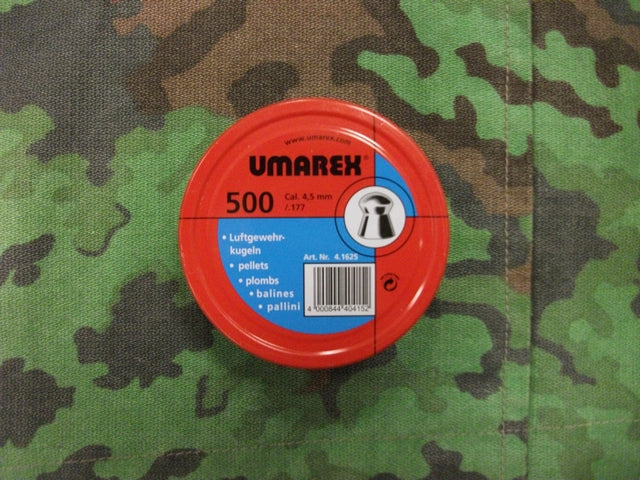 www.umarex.com
UMAREX®
500 Cal. 4,5 mm
/.177
• Luftgewehr-
kugeln
• pellets
• plombs
• balines
• pallini
Art. Nr. 4.1625
4 000844 404152